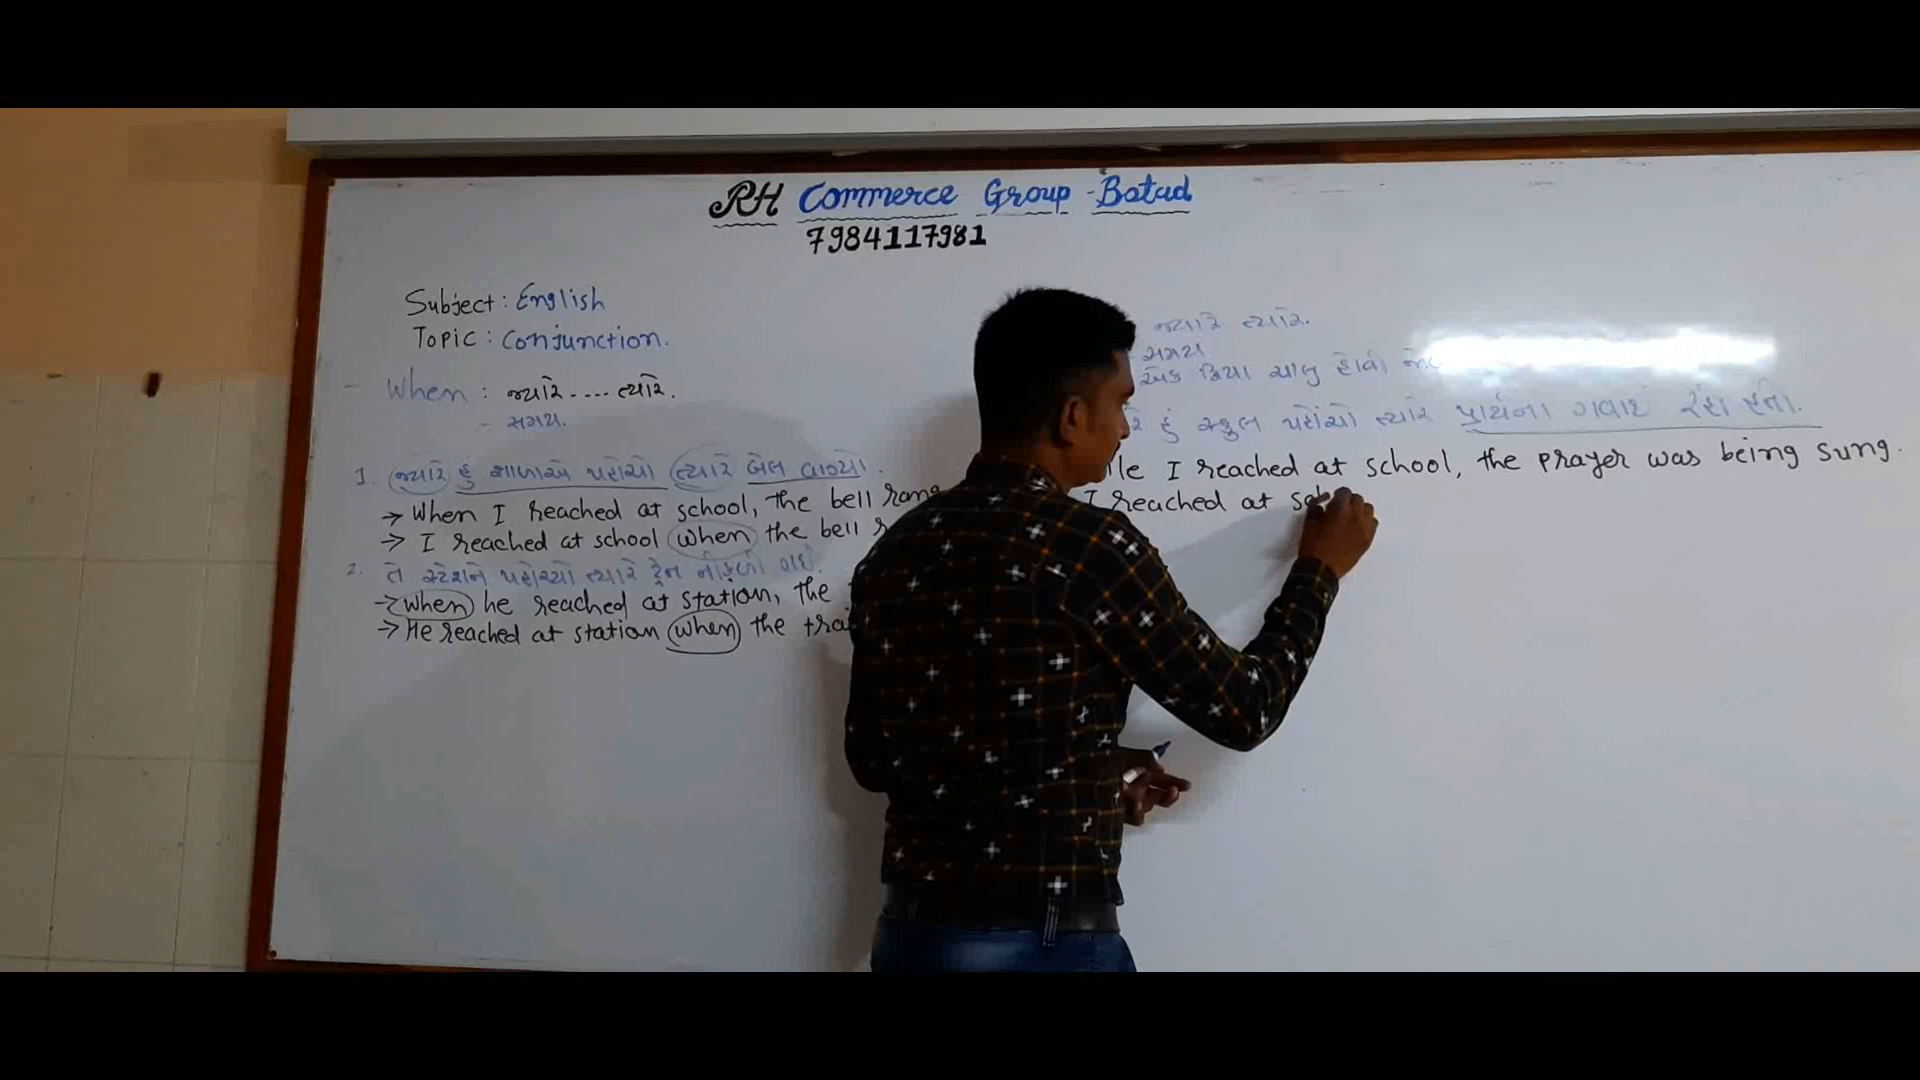 RH Commerce Group - Botad
7984117981
Subject: English
Topic: Conjunction.
- When : જ્યારે .... ત્યારે.
- સમય.
1. જ્યારે હું શાળાએ પહોંચ્યો ત્યારે બેલ વાગ્યો.
→ When I reached at school, the bell rang
→ I reached at school when the bell
2. તે સ્ટેશને પહોંચ્યો ત્યારે ટ્રેન નીકળી ગઈ.
→ when he reached at station, the
→ He reached at station when the
જ્યારે ત્યારે.
સમય
એક ક્રિયા ચાલુ હોવી
હું સ્કુલ પહોંચ્યો ત્યારે પ્રાર્થના ગવાઈ રહી હતી.
I reached at school, the prayer was being sung.
I reached at